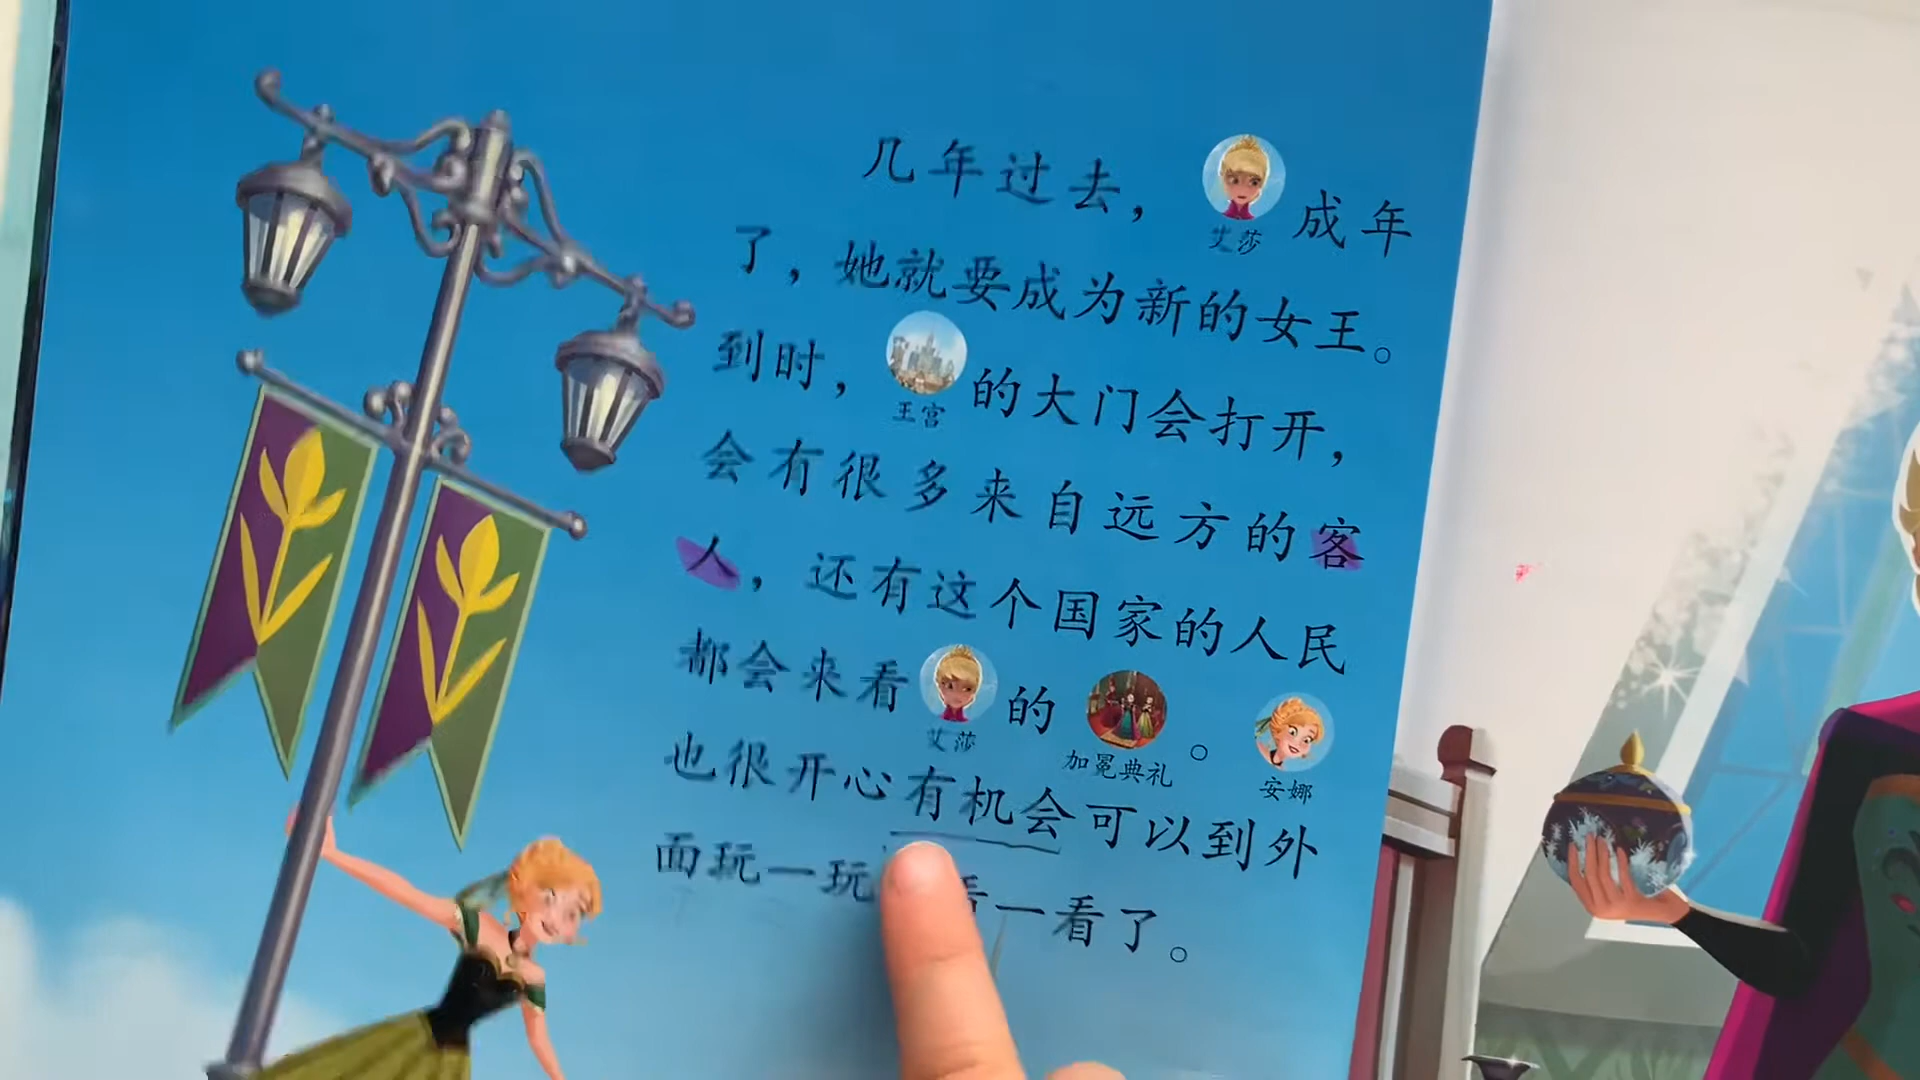 几年过去，艾莎成年
了，她就要成为新的女王。
到时，王宫的大门会打开，
会有很多来自远方的客
人，还有这个国家的人民
都会来看艾莎的加冕典礼。安娜
也很开心有机会可以到外
面玩一玩 看一看了。